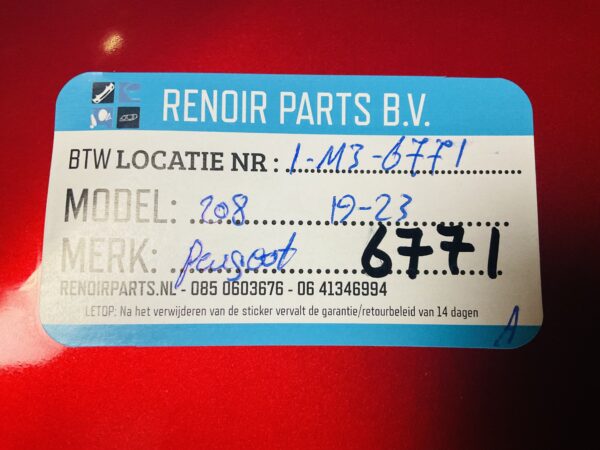 RENOIR PARTS B.V.
BTW LOCATIE NR : 1-M3-6771
MODEL: 208 19-23
MERK: Peugoot 6771
RENOIRPARTS.NL - 085 0603676 - 06 41346994
LETOP: Na het verwijderen van de sticker vervalt de garantie/retourbeleid van 14 dagen
A